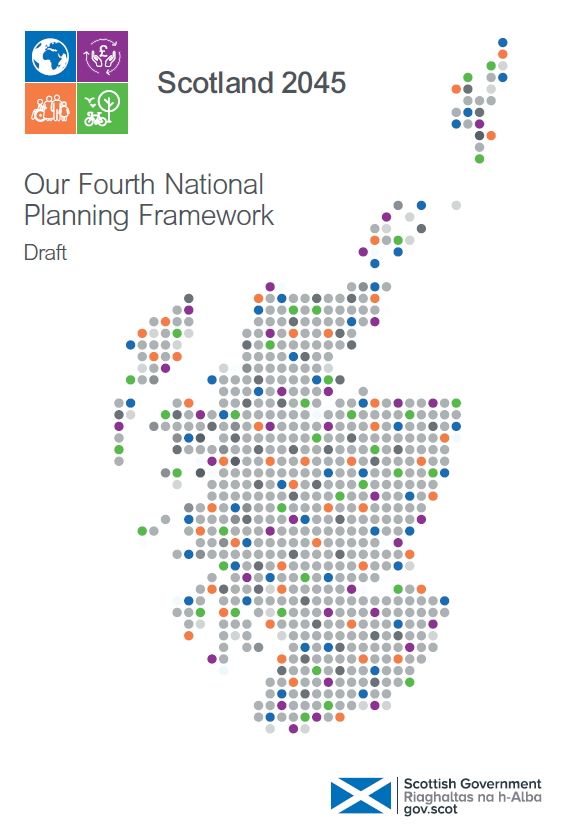 Scotland 2045
Our Fourth National
Planning Framework
Draft
£
Scottish Government
Riaghaltas na h-Alba
gov.scot